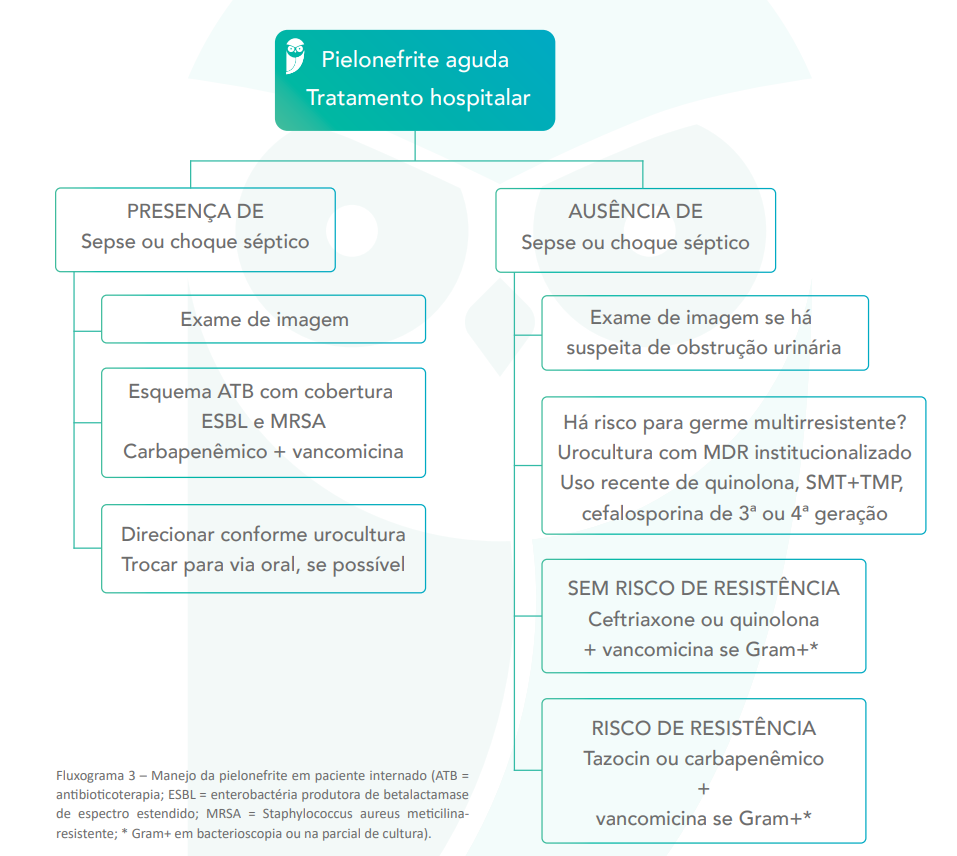 Pielonefrite aguda
Tratamento hospitalar
PRESENÇA DE
Sepse ou choque séptico
Exame de imagem
Esquema ATB com cobertura
ESBL e MRSA
Carbapenêmico + vancomicina
Direcionar conforme urocultura
Trocar para via oral, se possível
AUSÊNCIA DE
Sepse ou choque séptico
Exame de imagem se há
suspeita de obstrução urinária
Há risco para germe multirresistente?
Urocultura com MDR institucionalizado
Uso recente de quinolona, SMT+TMP,
cefalosporina de 3ª ou 4ª geração
SEM RISCO DE RESISTÊNCIA
Ceftriaxone ou quinolona
+ vancomicina se Gram+*
RISCO DE RESISTÊNCIA
Tazocin ou carbapenêmico
+
vancomicina se Gram+*
Fluxograma 3 – Manejo da pielonefrite em paciente internado (ATB =
antibioticoterapia; ESBL = enterobactéria produtora de betalactamase
de espectro estendido; MRSA = Staphylococcus aureus meticilina-
resistente; * Gram+ em bacterioscopia ou na parcial de cultura).